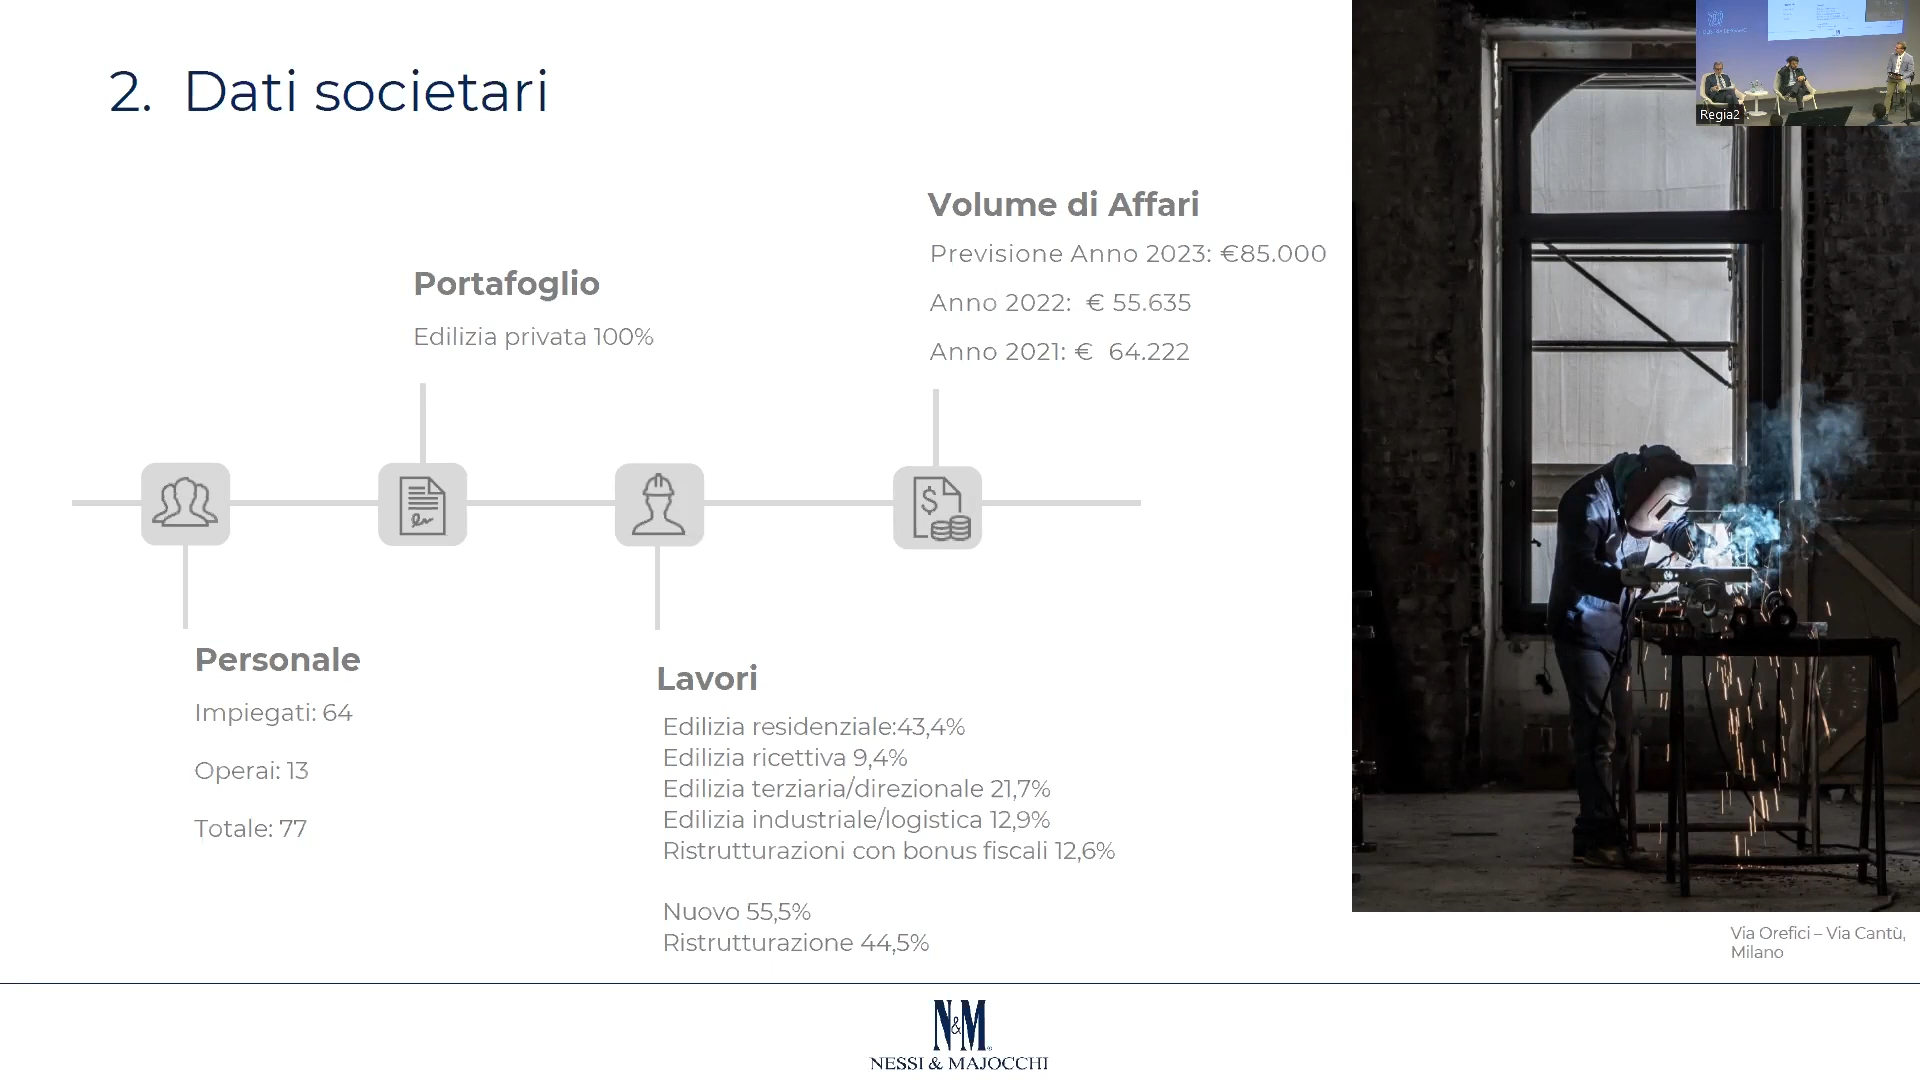 2. Dati societari
Volume di Affari
Previsione Anno 2023: €85.000
Anno 2022: € 55.635
Anno 2021: € 64.222
Portafoglio
Edilizia privata 100%
Personale
Impiegati: 64
Operai: 13
Totale: 77
Lavori
Edilizia residenziale:43,4%
Edilizia ricettiva 9,4%
Edilizia terziaria/direzionale 21,7%
Edilizia industriale/logistica 12,9%
Ristrutturazioni con bonus fiscali 12,6%
Nuovo 55,5%
Ristrutturazione 44,5%
Regia2
Via Orefici – Via Cantù,
Milano
N&M
NESSI & MAJOCCHI